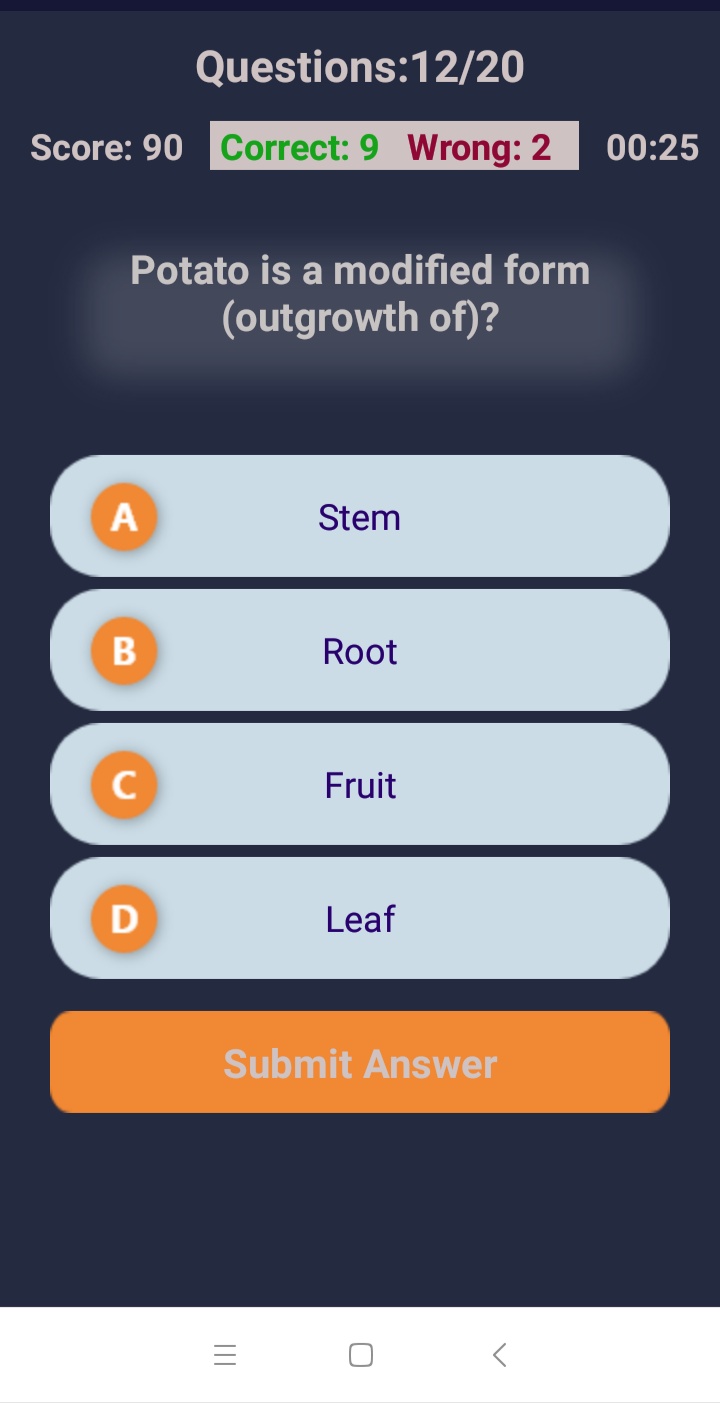 Questions:12/20
Score: 90 Correct: 9 Wrong: 2 00:25
Potato is a modified form
(outgrowth of)?
A Stem
B Root
C Fruit
D Leaf
Submit Answer